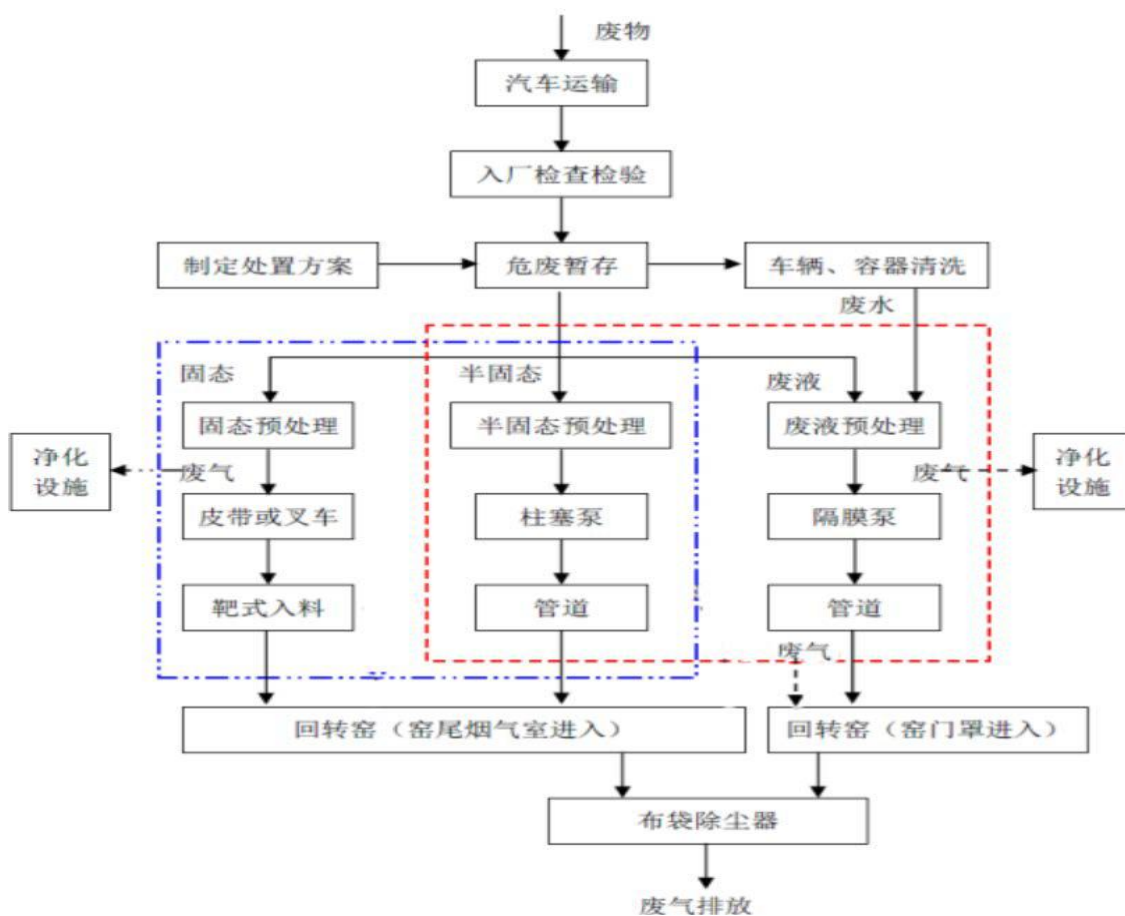 废物
汽车运输
入厂检查检验
制定处置方案
危废暂存
车辆、容器清洗
废水
固态
半固态
废液
固态预处理
半固态预处理
废液预处理
净化
设施
废气
废气
净化
设施
皮带或叉车
柱塞泵
隔膜泵
靶式入料
管道
管道
废气
回转窑（窑尾烟气室进入）
回转窑（窑门罩进入）
布袋除尘器
废气排放